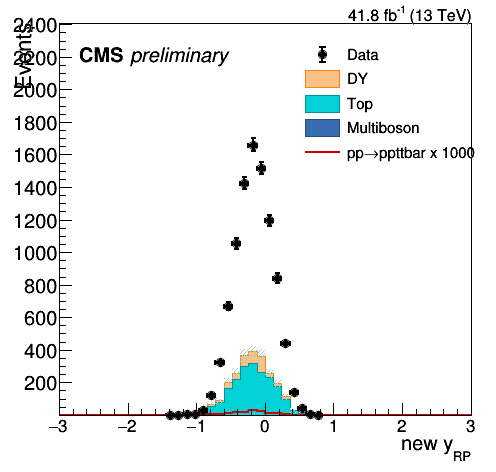 41.8 fb-1 (13 TeV)
Events
CMS preliminary
Data
DY
Top
Multiboson
pp→ppttbar x 1000
2400
2200
2000
1800
1600
1400
1200
1000
800
600
400
200
−3 −2 −1 0 1 2 3
new yRP